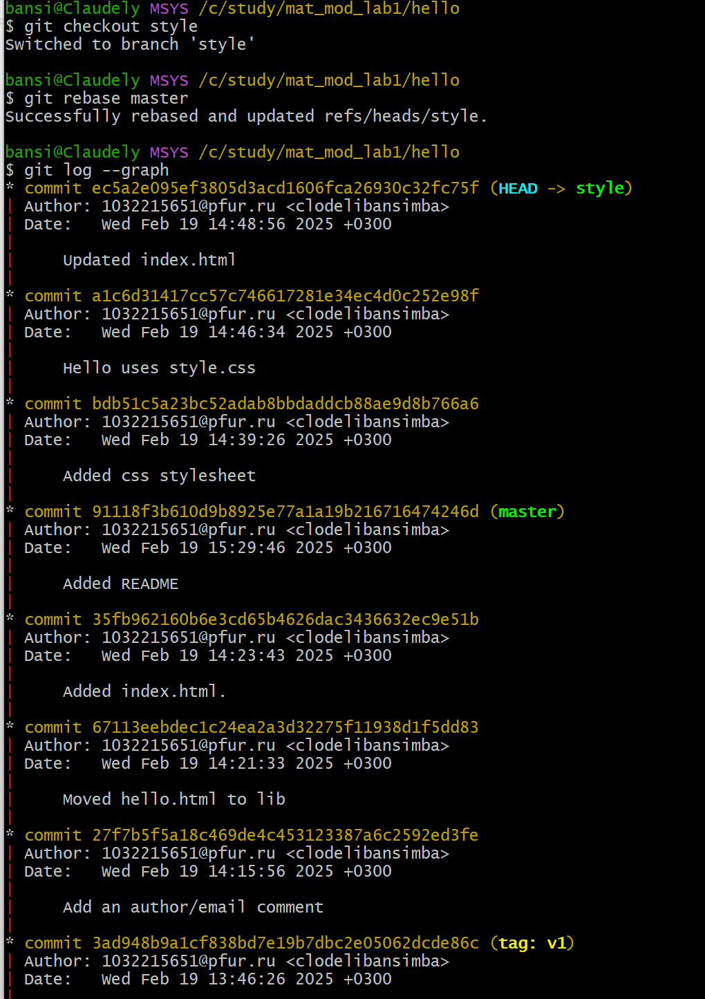 bansi@Claudely MSYS /c/study/mat_mod_lab1/hello
$ git checkout style
Switched to branch 'style'
bansi@Claudely MSYS /c/study/mat_mod_lab1/hello
$ git rebase master
Successfully rebased and updated refs/heads/style.
bansi@Claudely MSYS /c/study/mat_mod_lab1/hello
$ git log --graph
* commit ec5a2e095ef3805d3acd1606fca26930c32fc75f (HEAD -> style)
| Author: 1032215651@pfur.ru <clodelibansimba>
| Date:   Wed Feb 19 14:48:56 2025 +0300
|
|     Updated index.html
|
* commit a1c6d31417cc57c746617281e34ec4d0c252e98f
| Author: 1032215651@pfur.ru <clodelibansimba>
| Date:   Wed Feb 19 14:46:34 2025 +0300
|
|     Hello uses style.css
|
* commit bdb51c5a23bc52adab8bbdaddcb88ae9d8b766a6
| Author: 1032215651@pfur.ru <clodelibansimba>
| Date:   Wed Feb 19 14:39:26 2025 +0300
|
|     Added css stylesheet
|
* commit 91118f3b610d9b8925e77a1a19b216716474246d (master)
| Author: 1032215651@pfur.ru <clodelibansimba>
| Date:   Wed Feb 19 15:29:46 2025 +0300
|
|     Added README
|
* commit 35fb962160b6e3cd65b4626dac3436632ec9e51b
| Author: 1032215651@pfur.ru <clodelibansimba>
| Date:   Wed Feb 19 14:23:43 2025 +0300
|
|     Added index.html.
|
* commit 67113eebdec1c24ea2a3d32275f11938d1f5dd83
| Author: 1032215651@pfur.ru <clodelibansimba>
| Date:   Wed Feb 19 14:21:33 2025 +0300
|
|     Moved hello.html to lib
|
* commit 27f7b5f5a18c469de4c453123387a6c2592ed3fe
| Author: 1032215651@pfur.ru <clodelibansimba>
| Date:   Wed Feb 19 14:15:56 2025 +0300
|
|     Add an author/email comment
|
* commit 3ad948b9a1cf838bd7e19b7dbc2e05062dcde86c (tag: v1)
| Author: 1032215651@pfur.ru <clodelibansimba>
| Date:   Wed Feb 19 13:46:26 2025 +0300
|